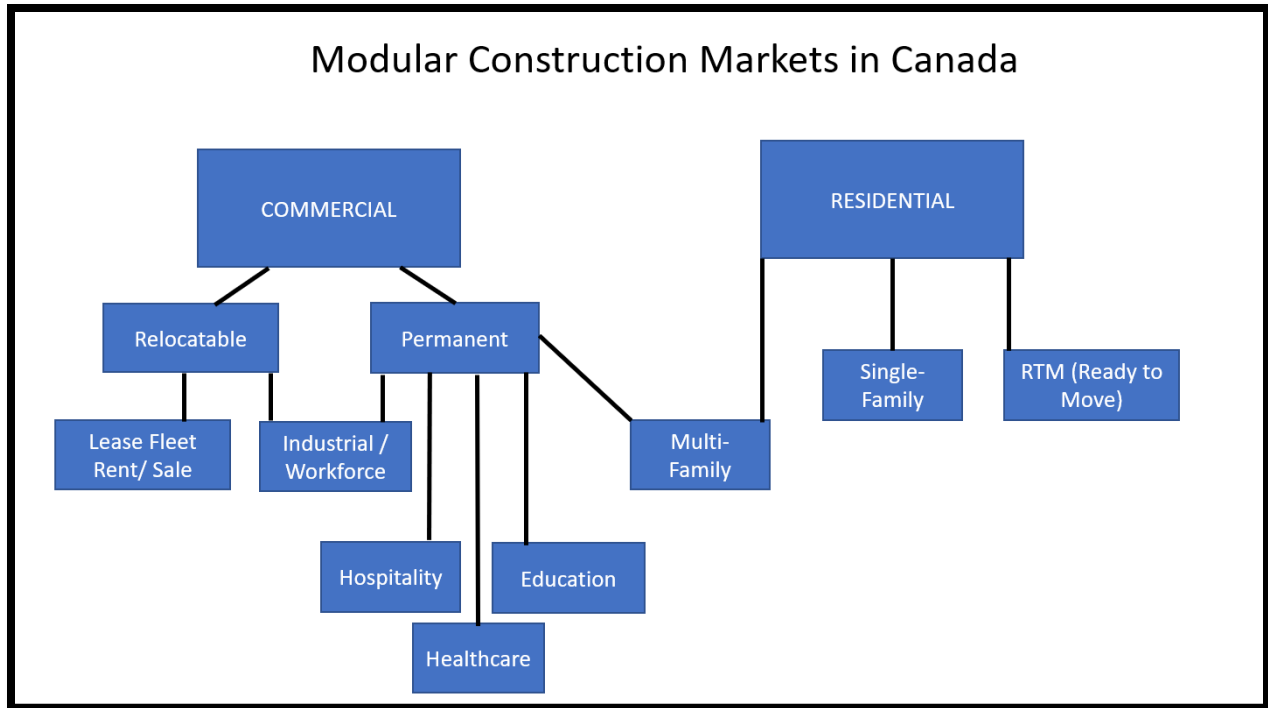 Modular Construction Markets in Canada
COMMERCIAL
RESIDENTIAL
Relocatable
Permanent
Single-
Family
RTM (Ready to
Move)
Lease Fleet
Rent/ Sale
Industrial /
Workforce
Multi-
Family
Hospitality
Education
Healthcare